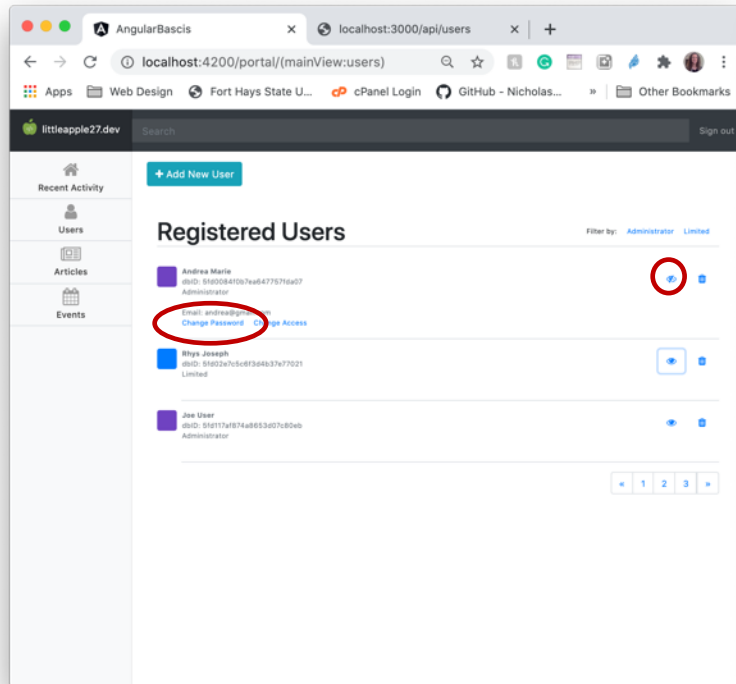 AngularBascis
localhost:3000/api/users
localhost:4200/portal/(mainView:users)
Apps Web Design Fort Hays State U... cPanel Login GitHub - Nicholas... » Other Bookmarks
littleapple27.dev Search Sign out
Recent Activity
Users
Articles
Events
+ Add New User
Registered Users
Filter by: Administrator Limited
Andrea Marie
dbID: 5fd0084f0b7ea647757fda07
Administrator
Email: andrea@gmail.com
Change Password Change Access
Rhys Joseph
dbID: 5fd02e7c5c6f3d4b37e77021
Limited
Joe User
dbID: 5fd117af874a8653d07c80eb
Administrator
« 1 2 3 »